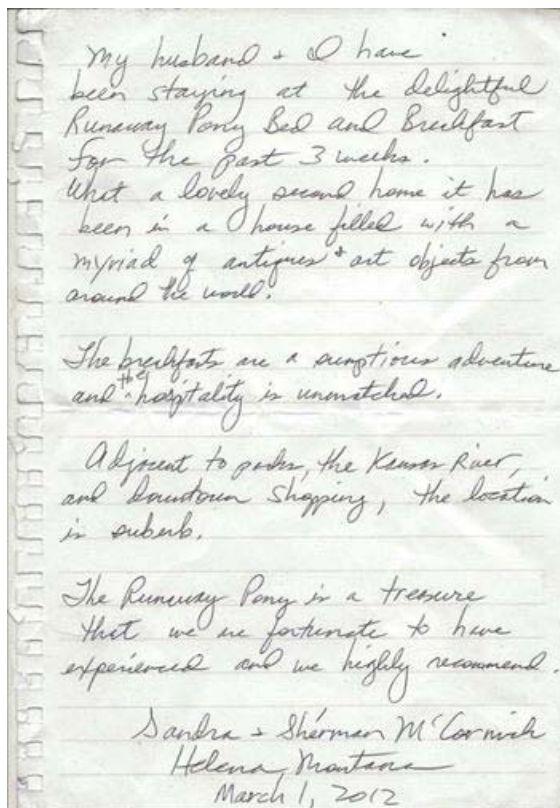 My husband + I have
been staying at the delightful
Runaway Pony Bed and Breakfast
For the past 3 weeks.
What a lovely second home it has
been in a house filled with a
myriad of antiques + art objects from
around the world.
The breakfasts are a sumptious adventure
and the hospitality is unmatched.
Adjacent to parks, the Kansas River,
and downtown shopping, the location
is suberb.
The Runaway Pony is a treasure
that we are fortunate to have
experienced and we highly recommend.
Sandra + Sherman McCormick
Helena, Montana
March 1, 2012